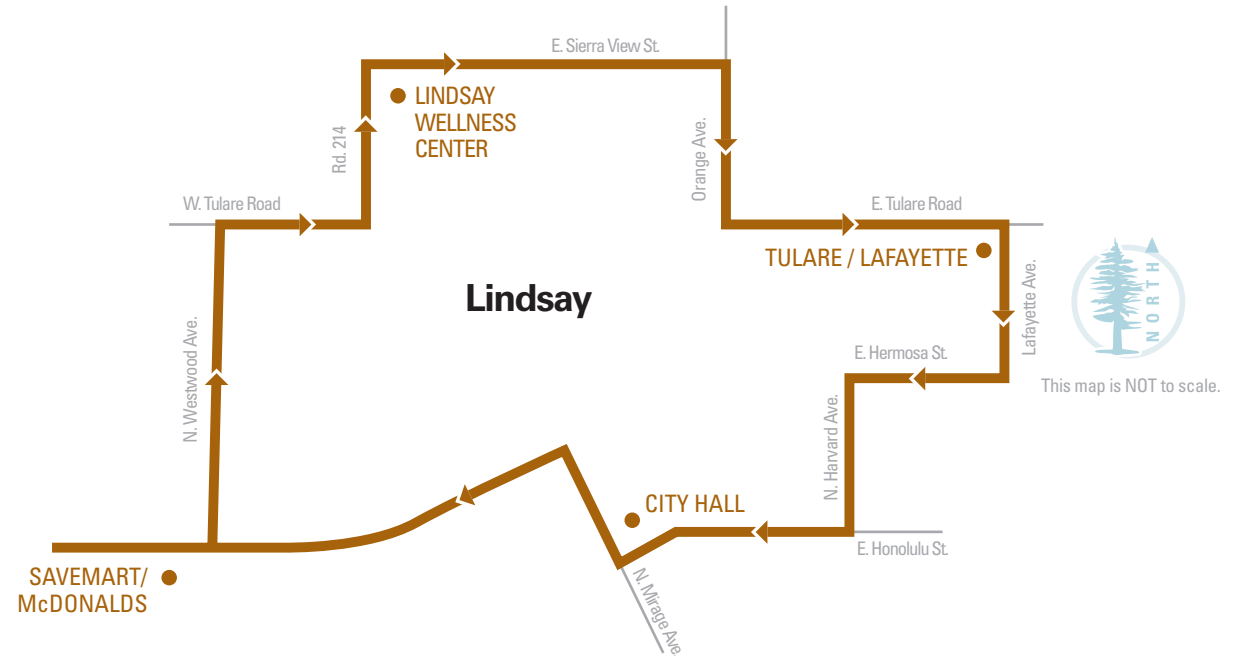 E. Sierra View St.
LINDSAY
WELLNESS
CENTER
Rd. 214
Orange Ave.
W. Tulare Road
E. Tulare Road
TULARE / LAFAYETTE
Lafayette Ave.
NORTH
Lindsay
N. Westwood Ave.
E. Hermosa St.
This map is NOT to scale.
N. Harvard Ave.
CITY HALL
E. Honolulu St.
SAVEMART/
McDONALDS
N. Mirage Ave.